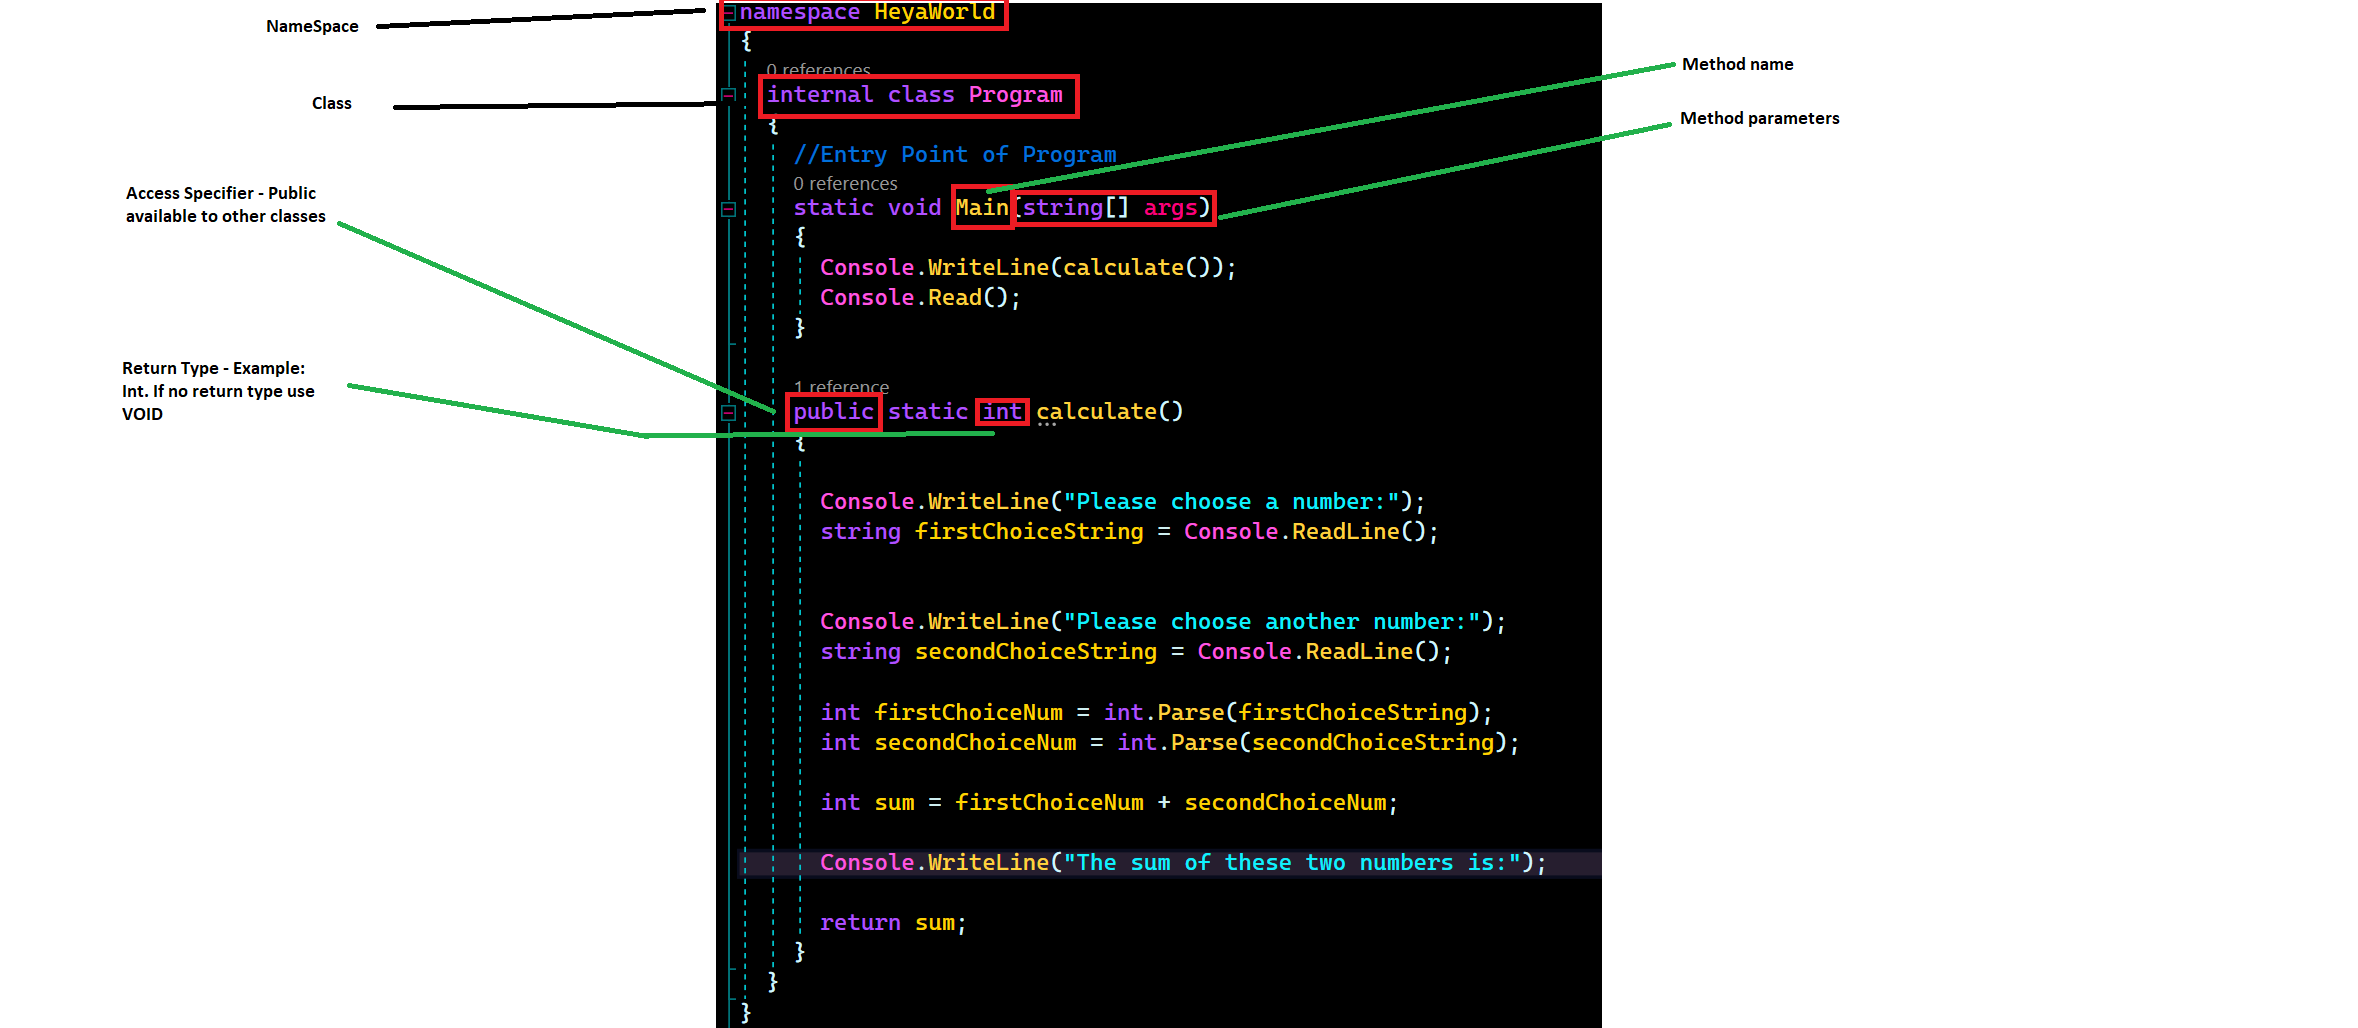 NameSpace
Class
Access Specifier - Public
available to other classes
Return Type - Example:
Int. If no return type use
VOID
namespace HeyaWorld
{
0 references
internal class Program
{
//Entry Point of Program
0 references
static void Main(string[] args)
{
Console.WriteLine(calculate());
Console.Read();
}
1 reference
public static int calculate()
{
Console.WriteLine("Please choose a number:");
string firstChoiceString = Console.ReadLine();
Console.WriteLine("Please choose another number:");
string secondChoiceString = Console.ReadLine();
int firstChoiceNum = int.Parse(firstChoiceString);
int secondChoiceNum = int.Parse(secondChoiceString);
int sum = firstChoiceNum + secondChoiceNum;
Console.WriteLine("The sum of these two numbers is:");
return sum;
}
}
}
Method name
Method parameters